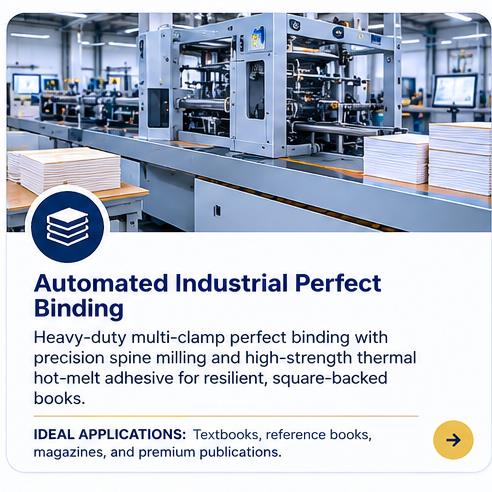 Automated Industrial Perfect
Binding
Heavy-duty multi-clamp perfect binding with
precision spine milling and high-strength thermal
hot-melt adhesive for resilient, square-backed
books.
IDEAL APPLICATIONS: Textbooks, reference books,
magazines, and premium publications.